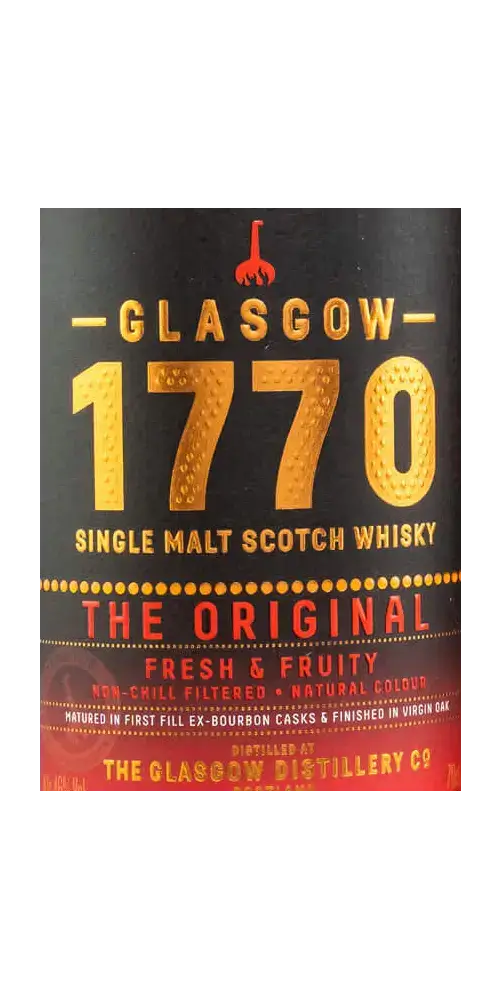 GLASGOW
1770
SINGLE MALT SCOTCH WHISKY
THE ORIGINAL
FRESH & FRUITY
NON-CHILL FILTERED • NATURAL COLOUR
MATURED IN FIRST FILL EX-BOURBON CASKS & FINISHED IN VIRGIN OAK
DISTILLED AT
THE GLASGOW DISTILLERY Cº